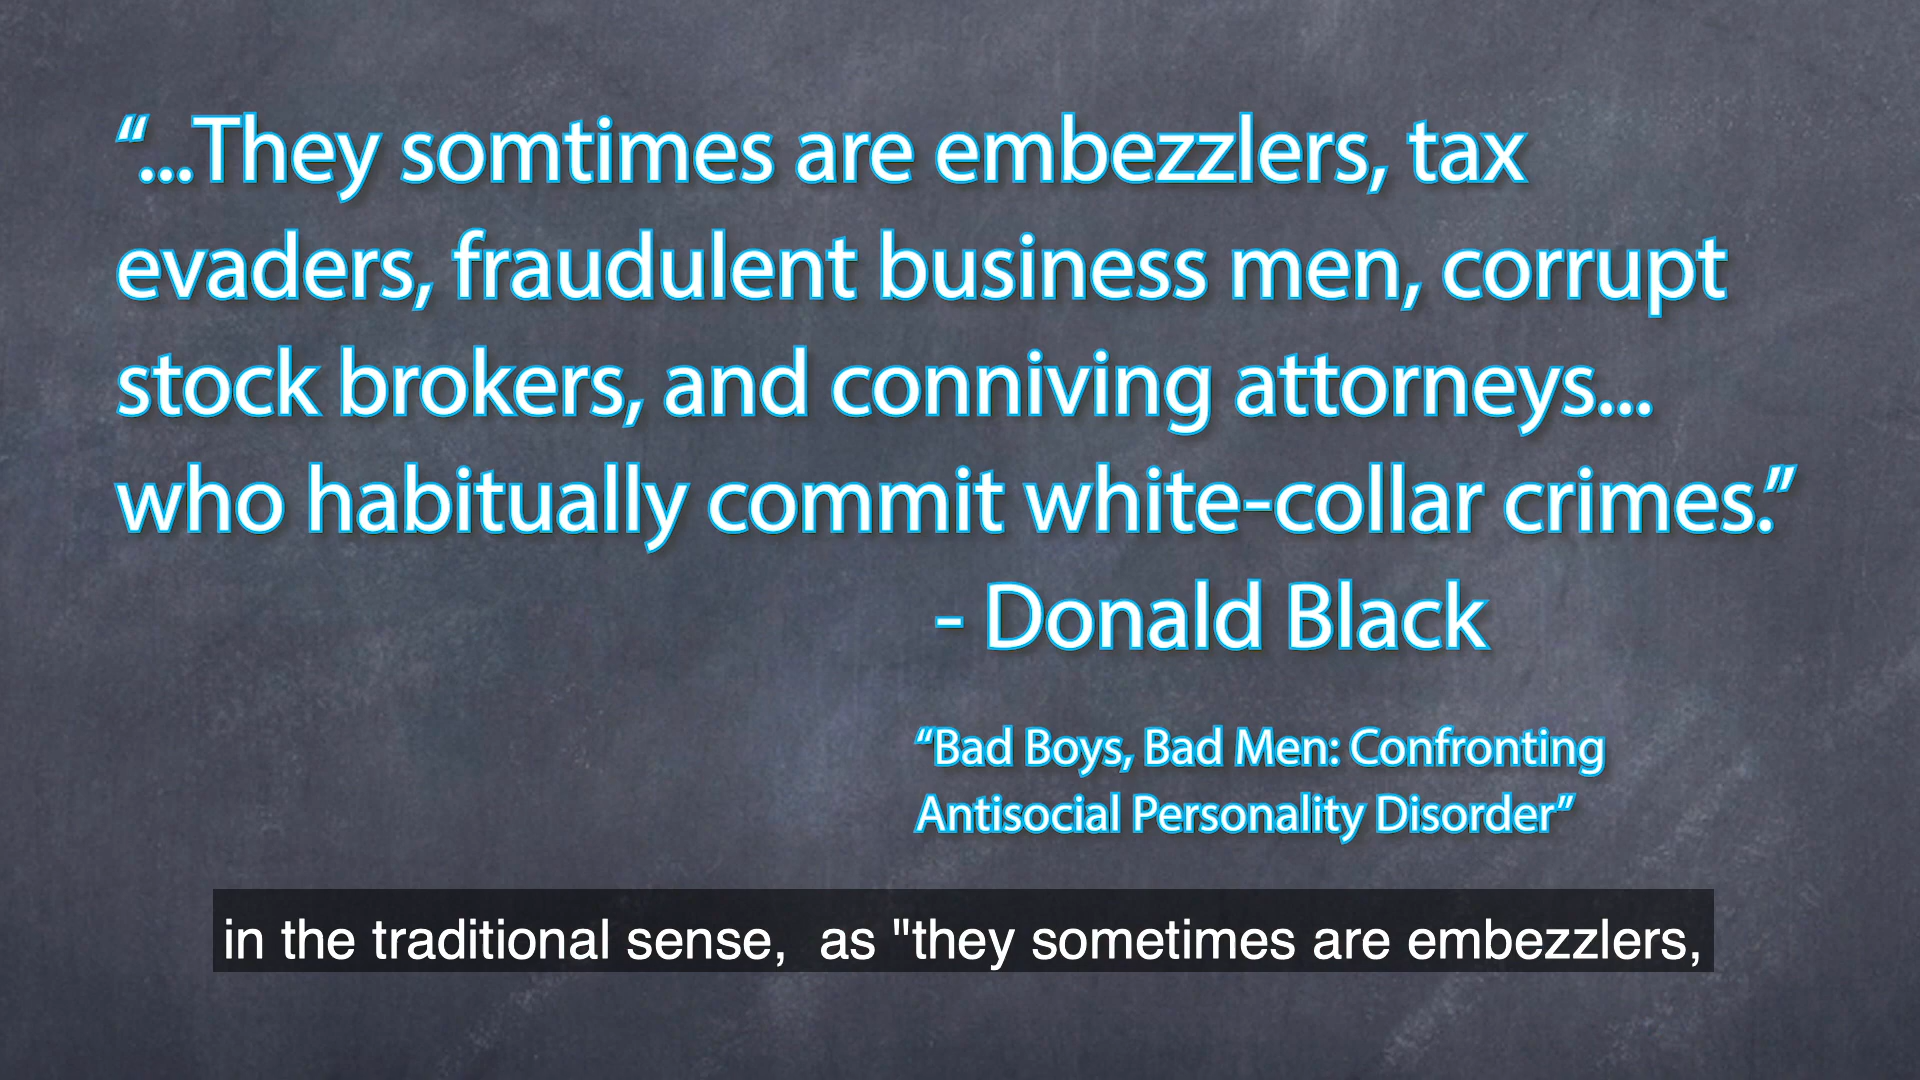 “...They somtimes are embezzlers, tax
evaders, fraudulent business men, corrupt
stock brokers, and conniving attorneys...
who habitually commit white-collar crimes.”
- Donald Black
“Bad Boys, Bad Men: Confronting
Antisocial Personality Disorder”
in the traditional sense,  as "they sometimes are embezzlers,